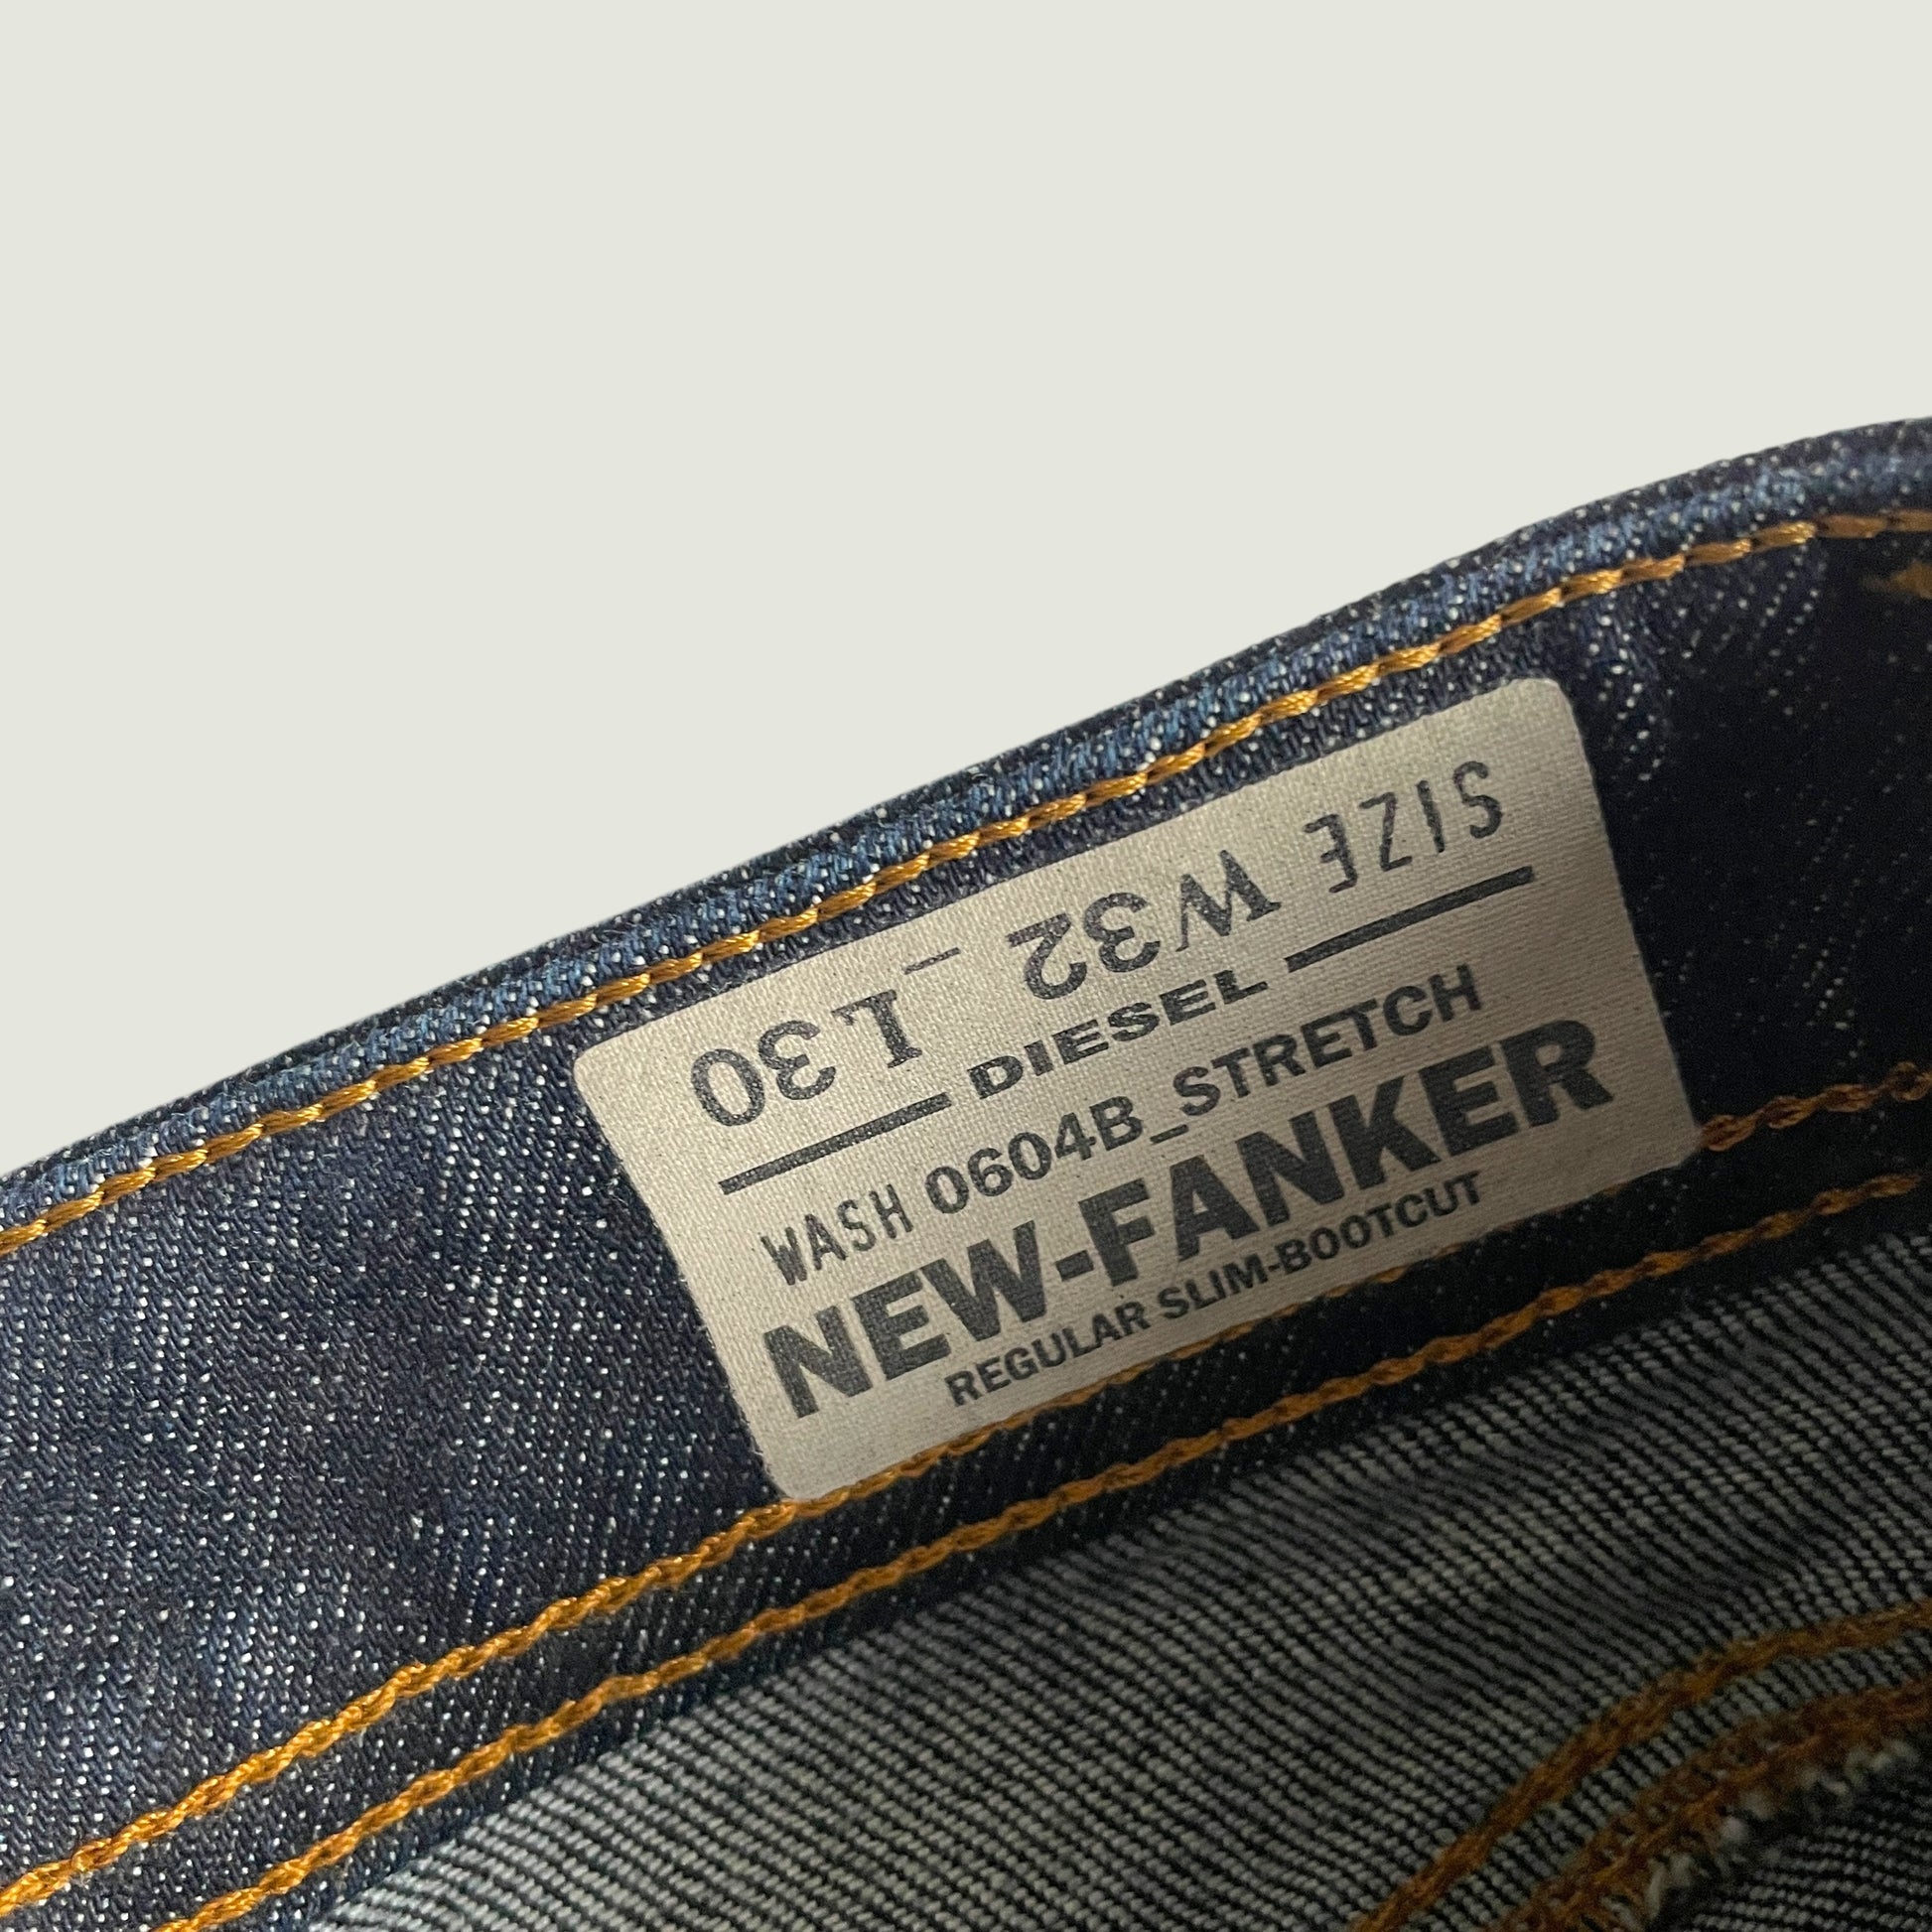 SIZE W32 - L30
DIESEL
WASH 0604B_STRETCH
NEW-FANKER
REGULAR SLIM-BOOTCUT